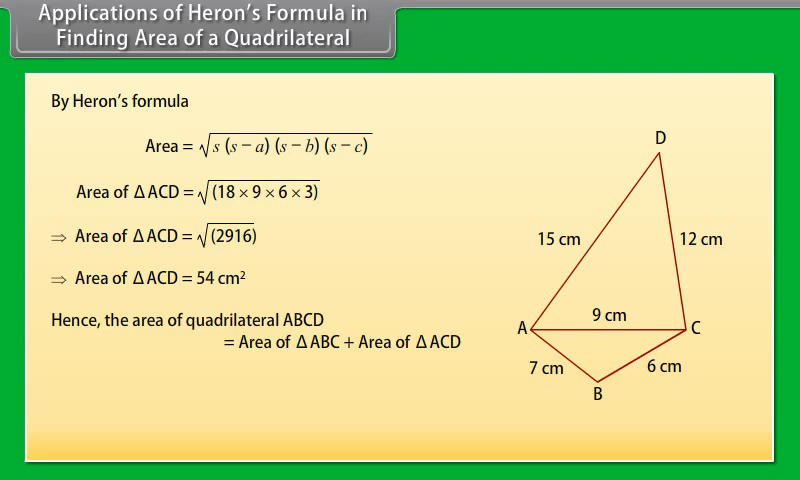 Applications of Heron's Formula in
Finding Area of a Quadrilateral
By Heron's formula
Area = √s (s − a) (s − b) (s − c)
Area of Δ ACD = √(18 × 9 × 6 × 3)
⇒ Area of Δ ACD = √(2916)
⇒ Area of Δ ACD = 54 cm²
Hence, the area of quadrilateral ABCD
= Area of Δ ABC + Area of Δ ACD
D
15 cm
12 cm
9 cm
A
C
7 cm
6 cm
B